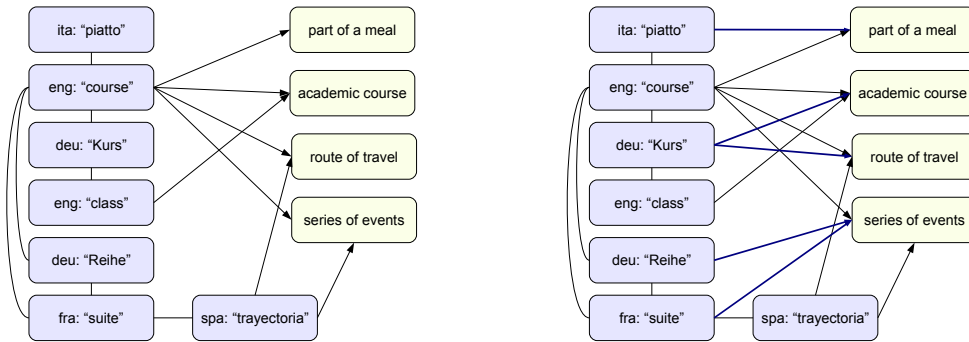 ita: “piatto”
part of a meal
eng: “course”
academic course
deu: “Kurs”
route of travel
eng: “class”
series of events
deu: “Reihe”
fra: “suite”
spa: “trayectoria”
ita: “piatto”
part of a meal
eng: “course”
academic course
deu: “Kurs”
route of travel
eng: “class”
series of events
deu: “Reihe”
fra: “suite”
spa: “trayectoria”